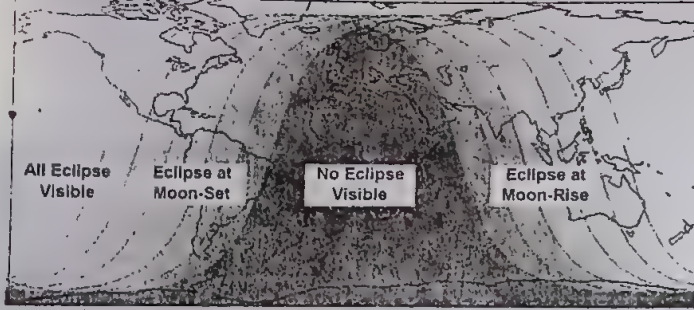 All Eclipse
Visible
Eclipse at
Moon-Set
No Eclipse
Visible
Eclipse at
Moon-Rise